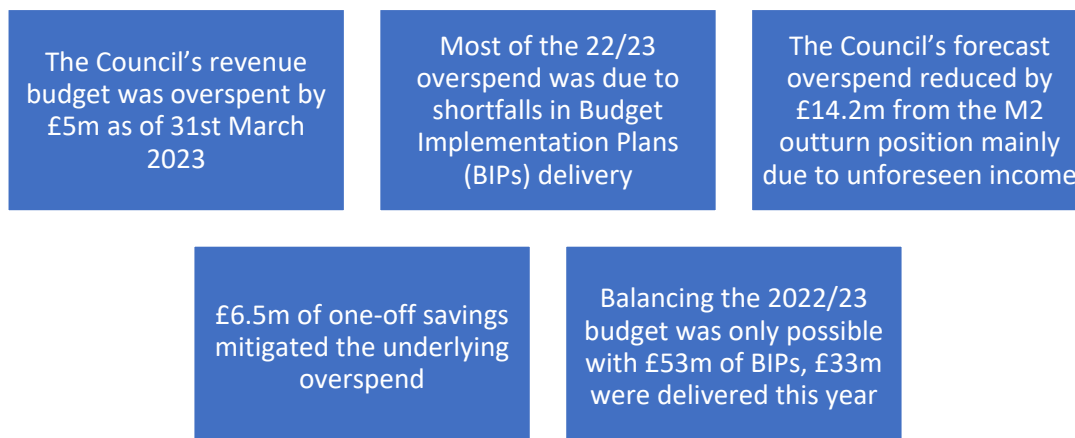 The Council’s revenue
budget was overspent by
£5m as of 31st March
2023
Most of the 22/23
overspend was due to
shortfalls in Budget
Implementation Plans
(BIPs) delivery
The Council’s forecast
overspend reduced by
£14.2m from the M2
outturn position mainly
due to unforeseen income
£6.5m of one-off savings
mitigated the underlying
overspend
Balancing the 2022/23
budget was only possible
with £53m of BIPs, £33m
were delivered this year